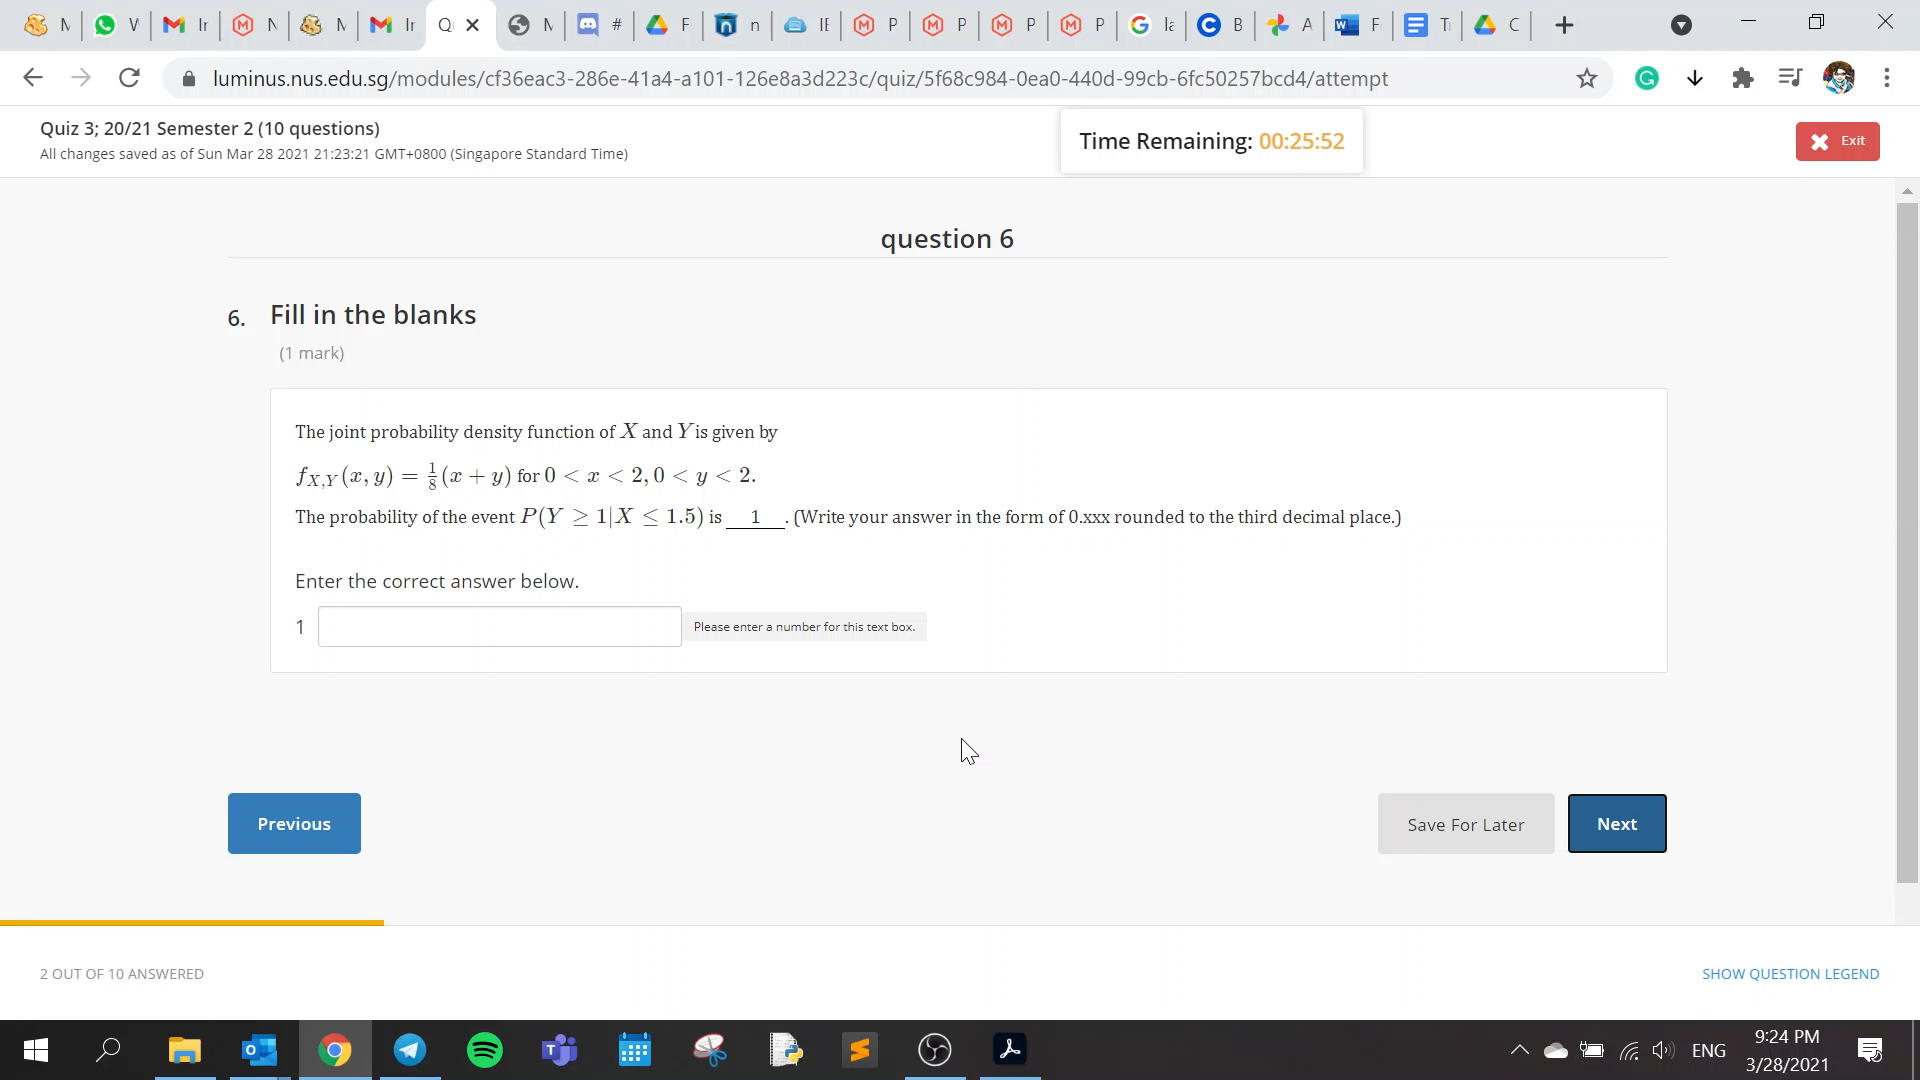 M
W
In
N
M
In
Q
M
#
F
n
IE
P
P
P
P
la
B
A
F
T
C
luminus.nus.edu.sg/modules/cf36eac3-286e-41a4-a101-126e8a3d223c/quiz/5f68c984-0ea0-440d-99cb-6fc50257bcd4/attempt
Quiz 3; 20/21 Semester 2 (10 questions)
All changes saved as of Sun Mar 28 2021 21:23:21 GMT+0800 (Singapore Standard Time)
Time Remaining: 00:25:52
Exit
question 6
6. Fill in the blanks
(1 mark)
The joint probability density function of X and Y is given by
f_{X,Y}(x, y) = 1/8 (x + y) for 0 < x < 2, 0 < y < 2.
The probability of the event P(Y ≥ 1|X ≤ 1.5) is 1 . (Write your answer in the form of 0.xxx rounded to the third decimal place.)
Enter the correct answer below.
1
Please enter a number for this text box.
Previous
Save For Later
Next
2 OUT OF 10 ANSWERED
SHOW QUESTION LEGEND
ENG
9:24 PM
3/28/2021